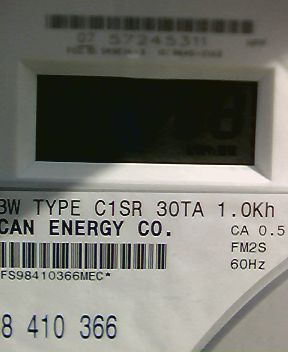 07 57245311
3W TYPE C1SR 30TA 1.0Kh
CAN ENERGY CO.
CA 0.5
FM2S
60Hz
FS98410366MEC*
8 410 366